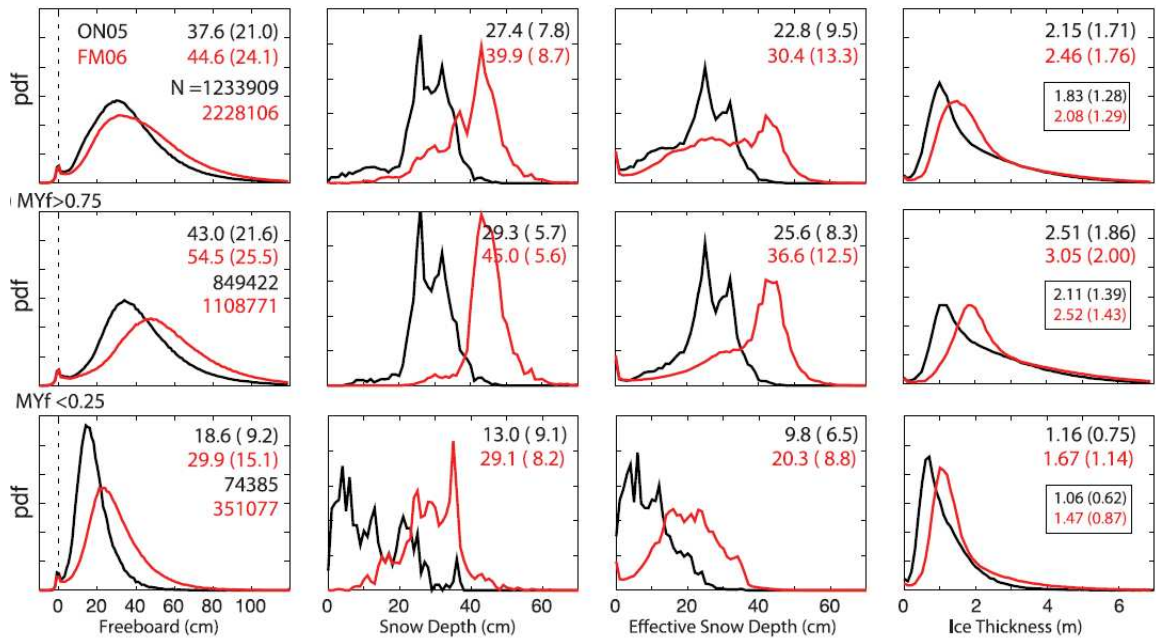 ON05 37.6 (21.0)
FM06 44.6 (24.1)
N =1233909
2228106
pdf
27.4 (7.8)
39.9 (8.7)
22.8 (9.5)
30.4 (13.3)
2.15 (1.71)
2.46 (1.76)
1.83 (1.28)
2.08 (1.29)
) MYf>0.75
43.0 (21.6)
54.5 (25.5)
849422
1108771
pdf
29.3 (5.7)
45.0 ( 5.6)
25.6 ( 8.3)
36.6 (12.5)
2.51 (1.86)
3.05 (2.00)
2.11 (1.39)
2.52 (1.43)
MYf <0.25
18.6 ( 9.2)
29.9 (15.1)
74385
351077
pdf
13.0 (9.1)
29.1 ( 8.2)
9.8 ( 6.5)
20.3 ( 8.8)
1.16 (0.75)
1.67 (1.14)
1.06 (0.62)
1.47 (0.87)
0 20 40 60 80 100
Freeboard (cm)
0 20 40 60
Snow Depth (cm)
0 20 40 60
Effective Snow Depth (cm)
0 2 4 6
Ice Thickness (m)